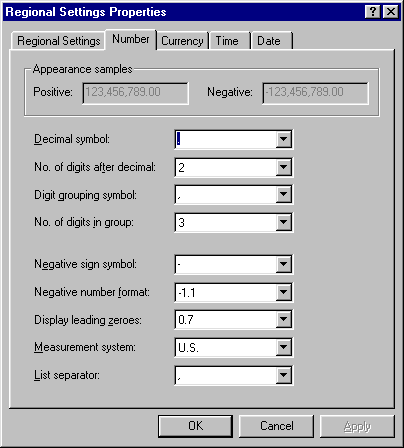 Regional Settings Properties
Regional Settings Number Currency Time Date
Appearance samples
Positive: 123,456,789.00 Negative: -123,456,789.00
Decimal symbol: .
No. of digits after decimal: 2
Digit grouping symbol: ,
No. of digits in group: 3
Negative sign symbol: -
Negative number format: -1.1
Display leading zeroes: 0.7
Measurement system: U.S.
List separator: ,
OK Cancel Apply